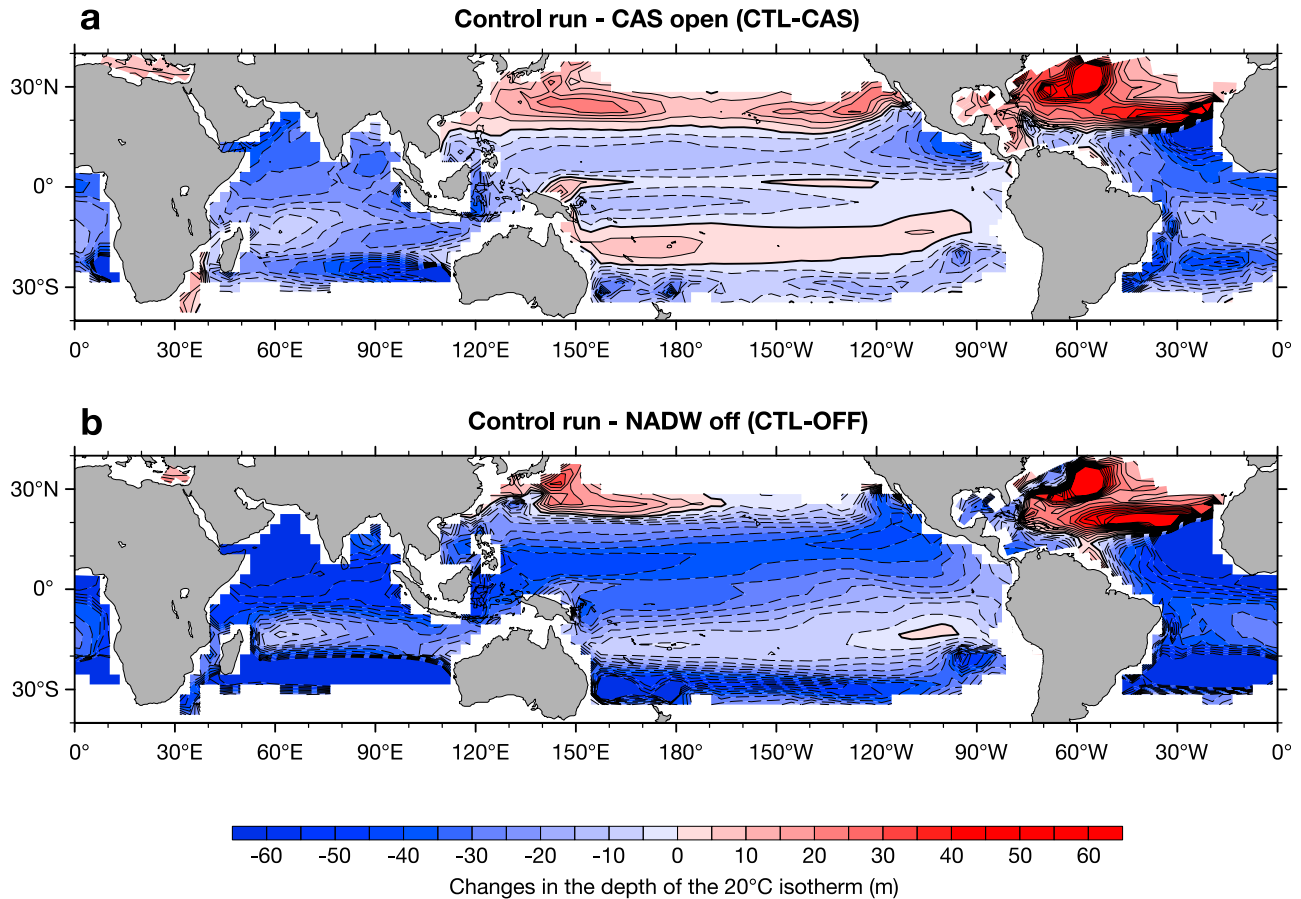 a
Control run - CAS open (CTL-CAS)
30°N
0°
30°S
0° 30°E 60°E 90°E 120°E 150°E 180° 150°W 120°W 90°W 60°W 30°W 0°
b
Control run - NADW off (CTL-OFF)
30°N
0°
30°S
0° 30°E 60°E 90°E 120°E 150°E 180° 150°W 120°W 90°W 60°W 30°W 0°
-60 -50 -40 -30 -20 -10 0 10 20 30 40 50 60
Changes in the depth of the 20°C isotherm (m)